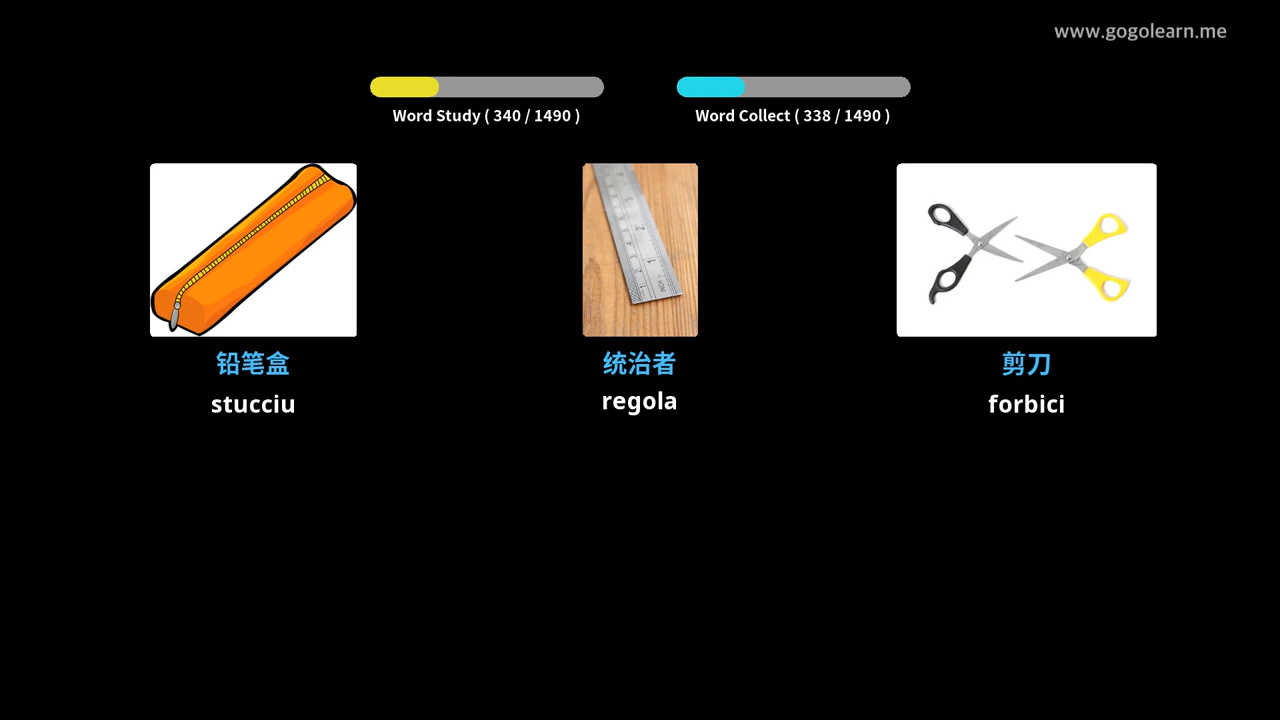 www.gogolearn.me
Word Study ( 340 / 1490 )
Word Collect ( 338 / 1490 )
铅笔盒
统治者
剪刀
stucciu
regola
forbici